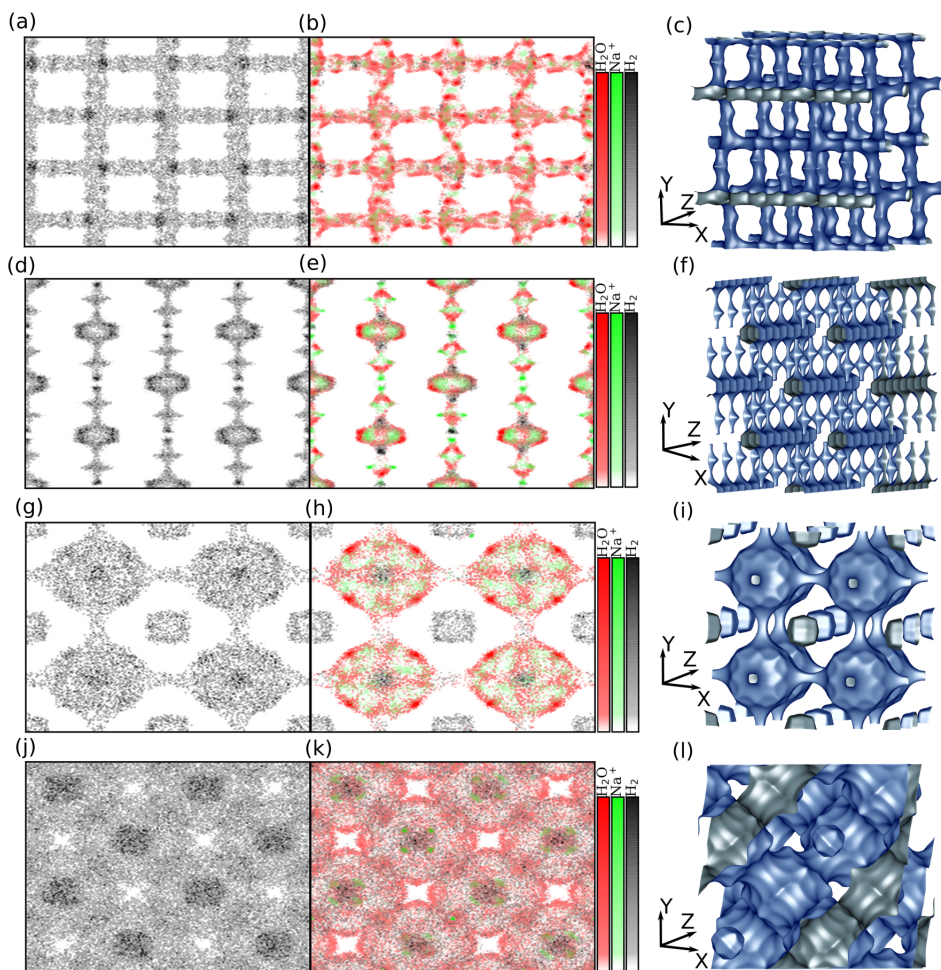 (a) (b) (c)
H₂O Na⁺ H₂
Y Z X
(d) (e) (f)
H₂O Na⁺ H₂
Y Z X
(g) (h) (i)
H₂O Na⁺ H₂
Y Z X
(j) (k) (l)
H₂O Na⁺ H₂
Y Z X